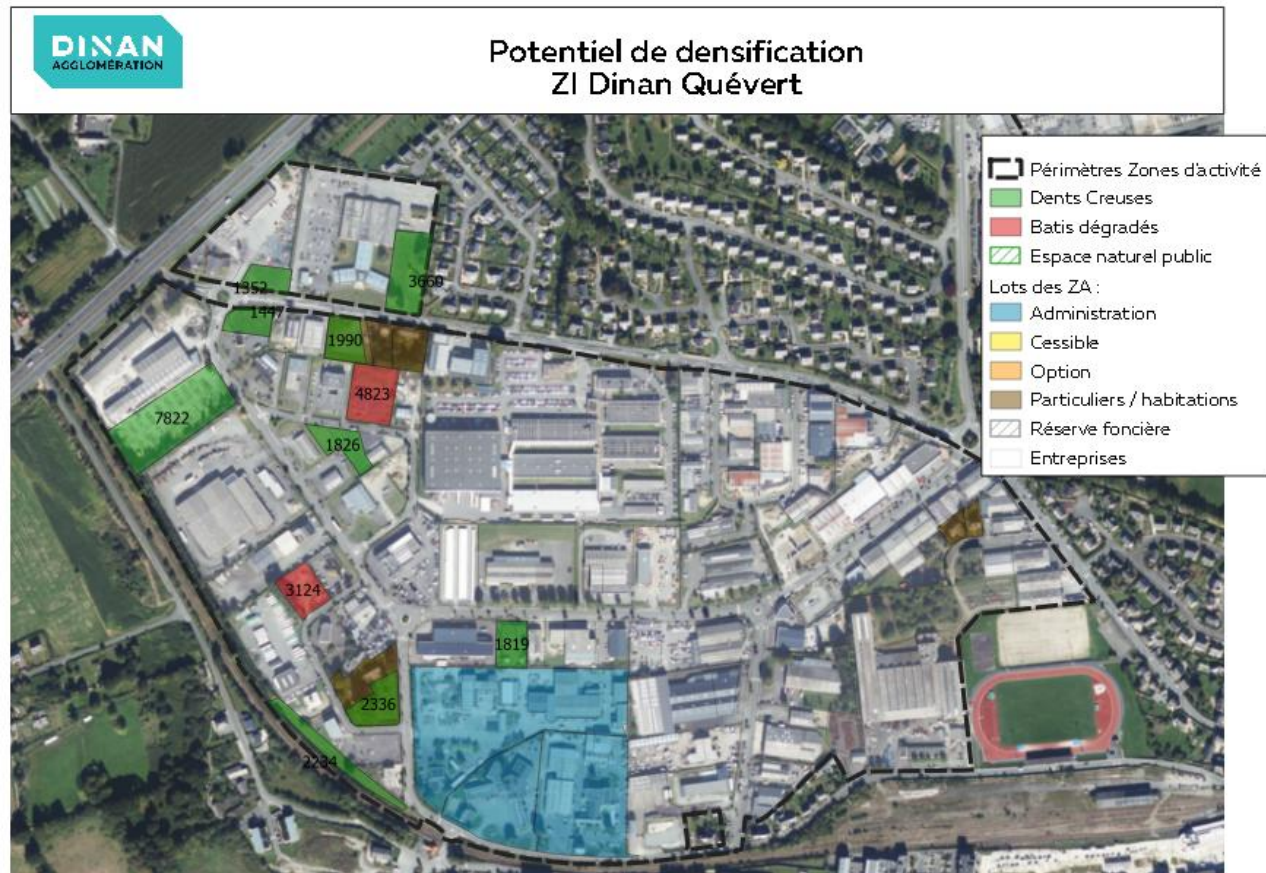 DINAN
AGGLOMÉRATION
Potentiel de densification
ZI Dinan Quévert
Périmètres Zones d'activité
Dents Creuses
Batis dégradés
Espace naturel public
Lots des ZA :
Administration
Cessible
Option
Particuliers / habitations
Réserve foncière
Entreprises
1352
3660
1447
1990
4823
7822
1826
3124
1819
2336
2234